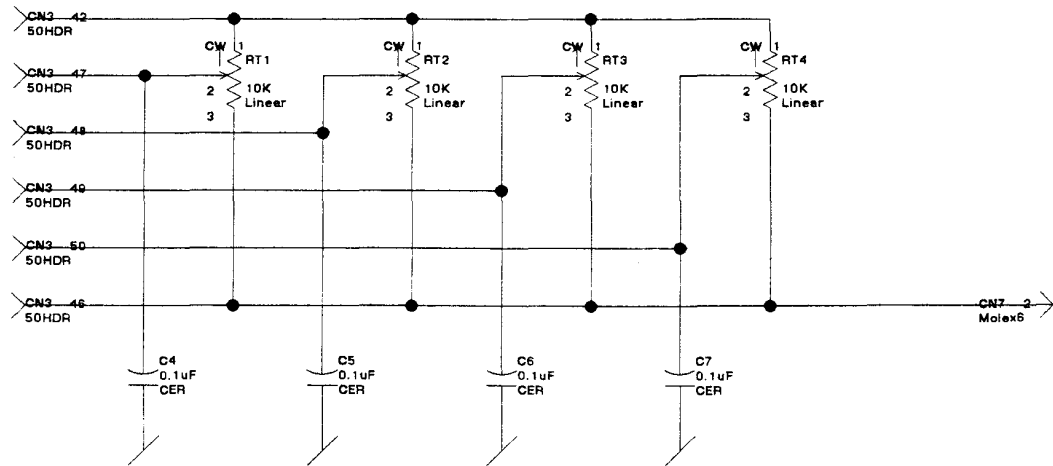 CN3 42
50HDR
CW 1
RT1
10K
2
Linear
3
CW 1
RT2
10K
2
Linear
3
CW 1
RT3
10K
2
Linear
3
CW 1
RT4
10K
2
Linear
3
CN3 47
50HDR
CN3 48
50HDR
CN3 49
50HDR
CN3 50
50HDR
CN3 46
50HDR
CN7 2
Molex6
C4
0.1uF
CER
C5
0.1uF
CER
C6
0.1uF
CER
C7
0.1uF
CER